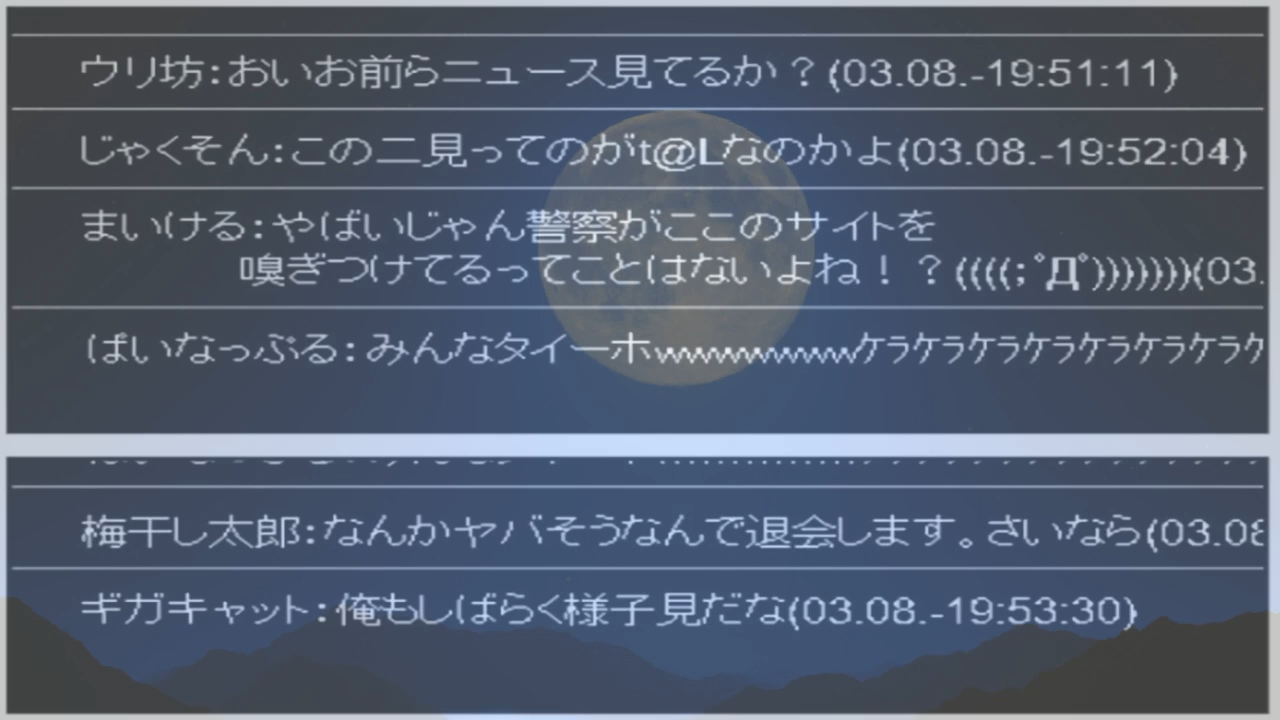 ウリ坊:おいお前らニュース見てるか？(03.08.-19:51:11)
じゃくそん:この二見ってのがt@Lなのかよ(03.08.-19:52:04)
まいける:やばいじゃん警察がここのサイトを
嗅ぎつけてるってことはないよね！？((((;ﾟДﾟ)))))))(03.
ぱいなっぷる:みんなタイーホwwwwwwwwwｹﾗｹﾗｹﾗｹﾗｹﾗｹﾗｹﾗｹ
梅干し太郎:なんかヤバそうなんで退会します。さいなら(03.08
ギガキャット:俺もしばらく様子見だな(03.08.-19:53:30)